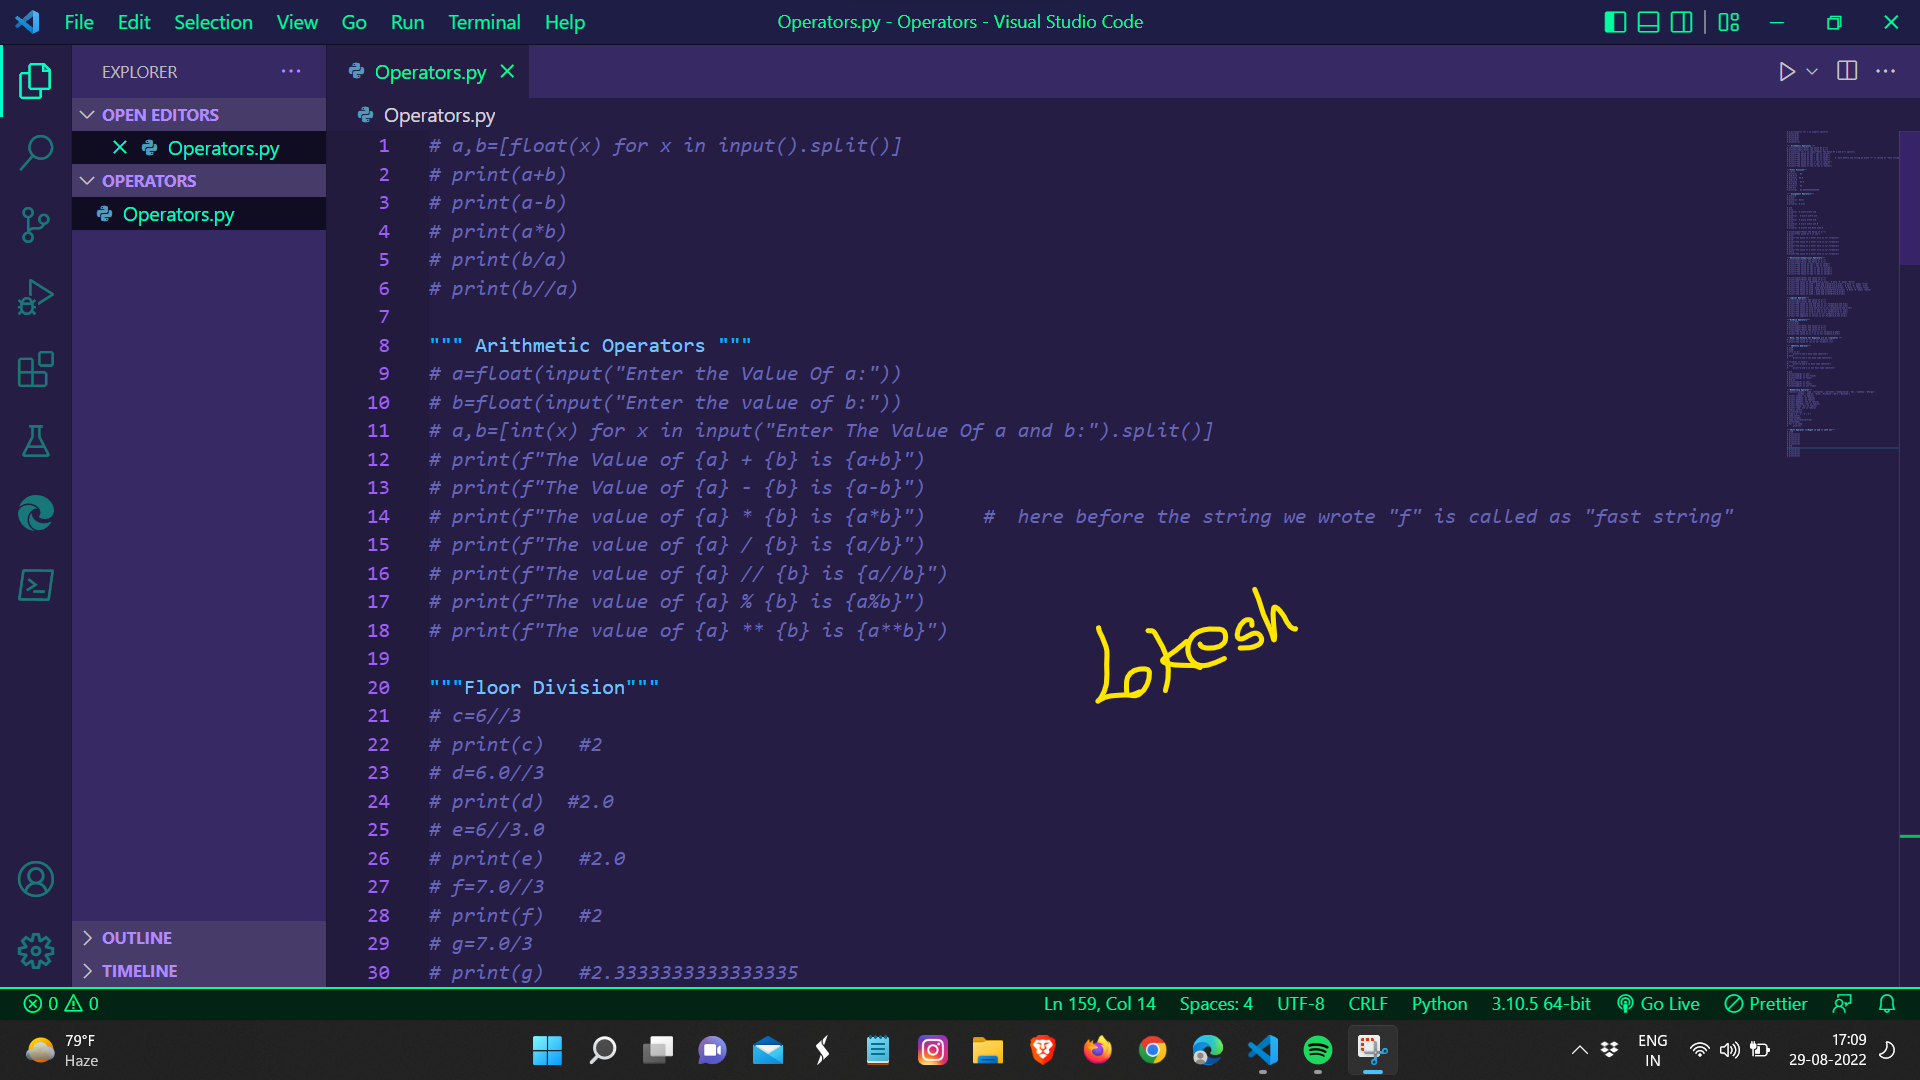 File Edit Selection View Go Run Terminal Help Operators.py - Operators - Visual Studio Code
EXPLORER ...
Operators.py
OPEN EDITORS
Operators.py
OPERATORS
Operators.py
OUTLINE
TIMELINE
Operators.py
1 # a,b=[float(x) for x in input().split()]
2 # print(a+b)
3 # print(a-b)
4 # print(a*b)
5 # print(b/a)
6 # print(b//a)
7
8 """ Arithmetic Operators """
9 # a=float(input("Enter the Value Of a:"))
10 # b=float(input("Enter the value of b:"))
11 # a,b=[int(x) for x in input("Enter The Value Of a and b:").split()]
12 # print(f"The Value of {a} + {b} is {a+b}")
13 # print(f"The Value of {a} - {b} is {a-b}")
14 # print(f"The value of {a} * {b} is {a*b}")     #  here before the string we wrote "f" is called as "fast string"
15 # print(f"The value of {a} / {b} is {a/b}")
16 # print(f"The value of {a} // {b} is {a//b}")
17 # print(f"The value of {a} % {b} is {a%b}")
18 # print(f"The value of {a} ** {b} is {a**b}")
19
20 """Floor Division"""
21 # c=6//3
22 # print(c)   #2
23 # d=6.0//3
24 # print(d)  #2.0
25 # e=6//3.0
26 # print(e)   #2.0
27 # f=7.0//3
28 # print(f)   #2
29 # g=7.0/3
30 # print(g)   #2.3333333333333335
Lokesh
0 0 Ln 159, Col 14 Spaces: 4 UTF-8 CRLF Python 3.10.5 64-bit Go Live Prettier
79°F
Haze
ENG
IN
17:09
29-08-2022